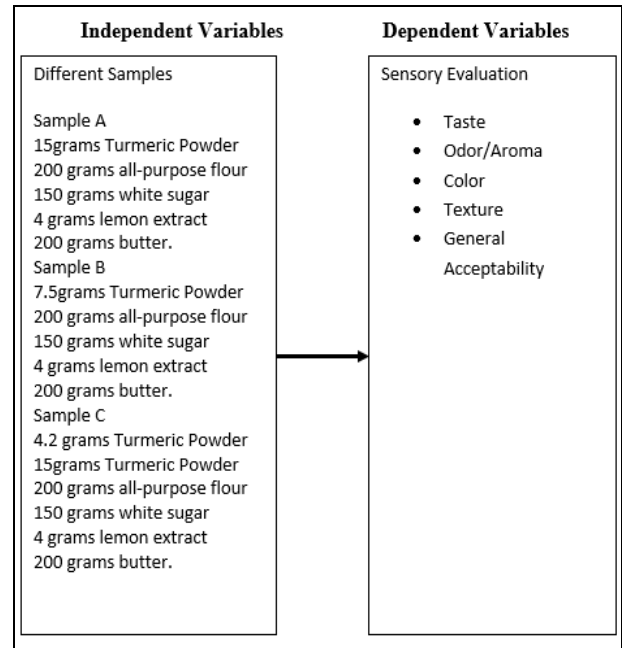 Independent Variables
Dependent Variables
Different Samples
Sample A
15grams Turmeric Powder
200 grams all-purpose flour
150 grams white sugar
4 grams lemon extract
200 grams butter.
Sample B
7.5grams Turmeric Powder
200 grams all-purpose flour
150 grams white sugar
4 grams lemon extract
200 grams butter.
Sample C
4.2 grams Turmeric Powder
15grams Turmeric Powder
200 grams all-purpose flour
150 grams white sugar
4 grams lemon extract
200 grams butter.
Sensory Evaluation
• Taste
• Odor/Aroma
• Color
• Texture
• General
Acceptability